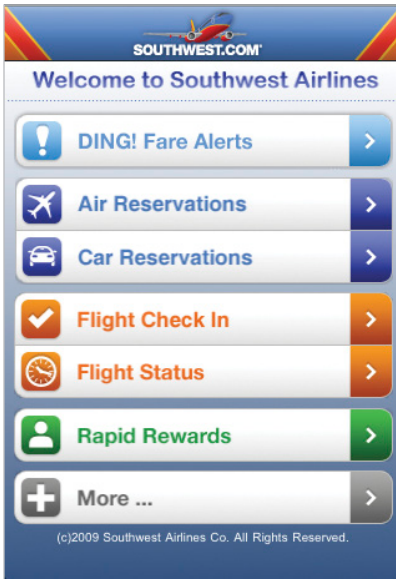 SOUTHWEST.COM®
Welcome to Southwest Airlines
DING! Fare Alerts
Air Reservations
Car Reservations
Flight Check In
Flight Status
Rapid Rewards
More ...
(c)2009 Southwest Airlines Co. All Rights Reserved.